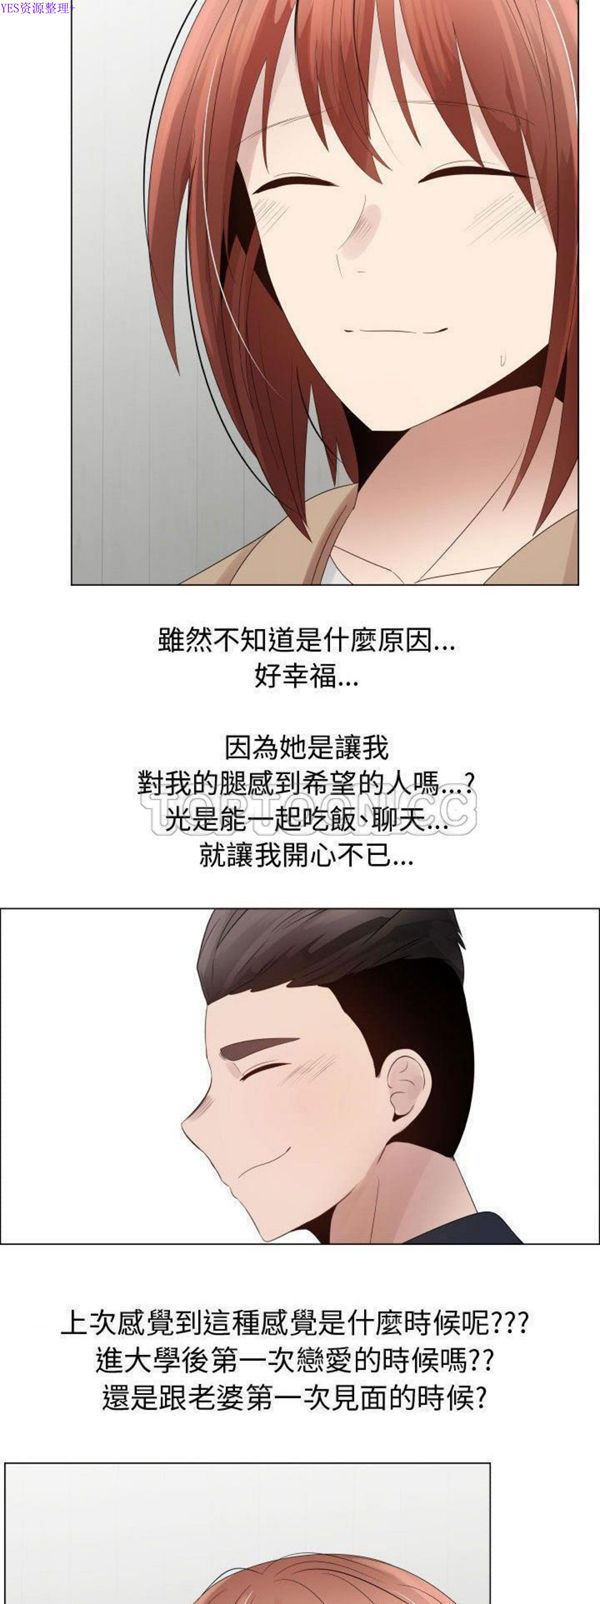 YES资源整理+
雖然不知道是什麼原因...
好幸福...
因為她是讓我
對我的腿感到希望的人嗎...?
TOPTOON.CC
光是能一起吃飯、聊天...
就讓我開心不已...
上次感覺到這種感覺是什麼時候呢???
進大學後第一次戀愛的時候嗎??
還是跟老婆第一次見面的時候?